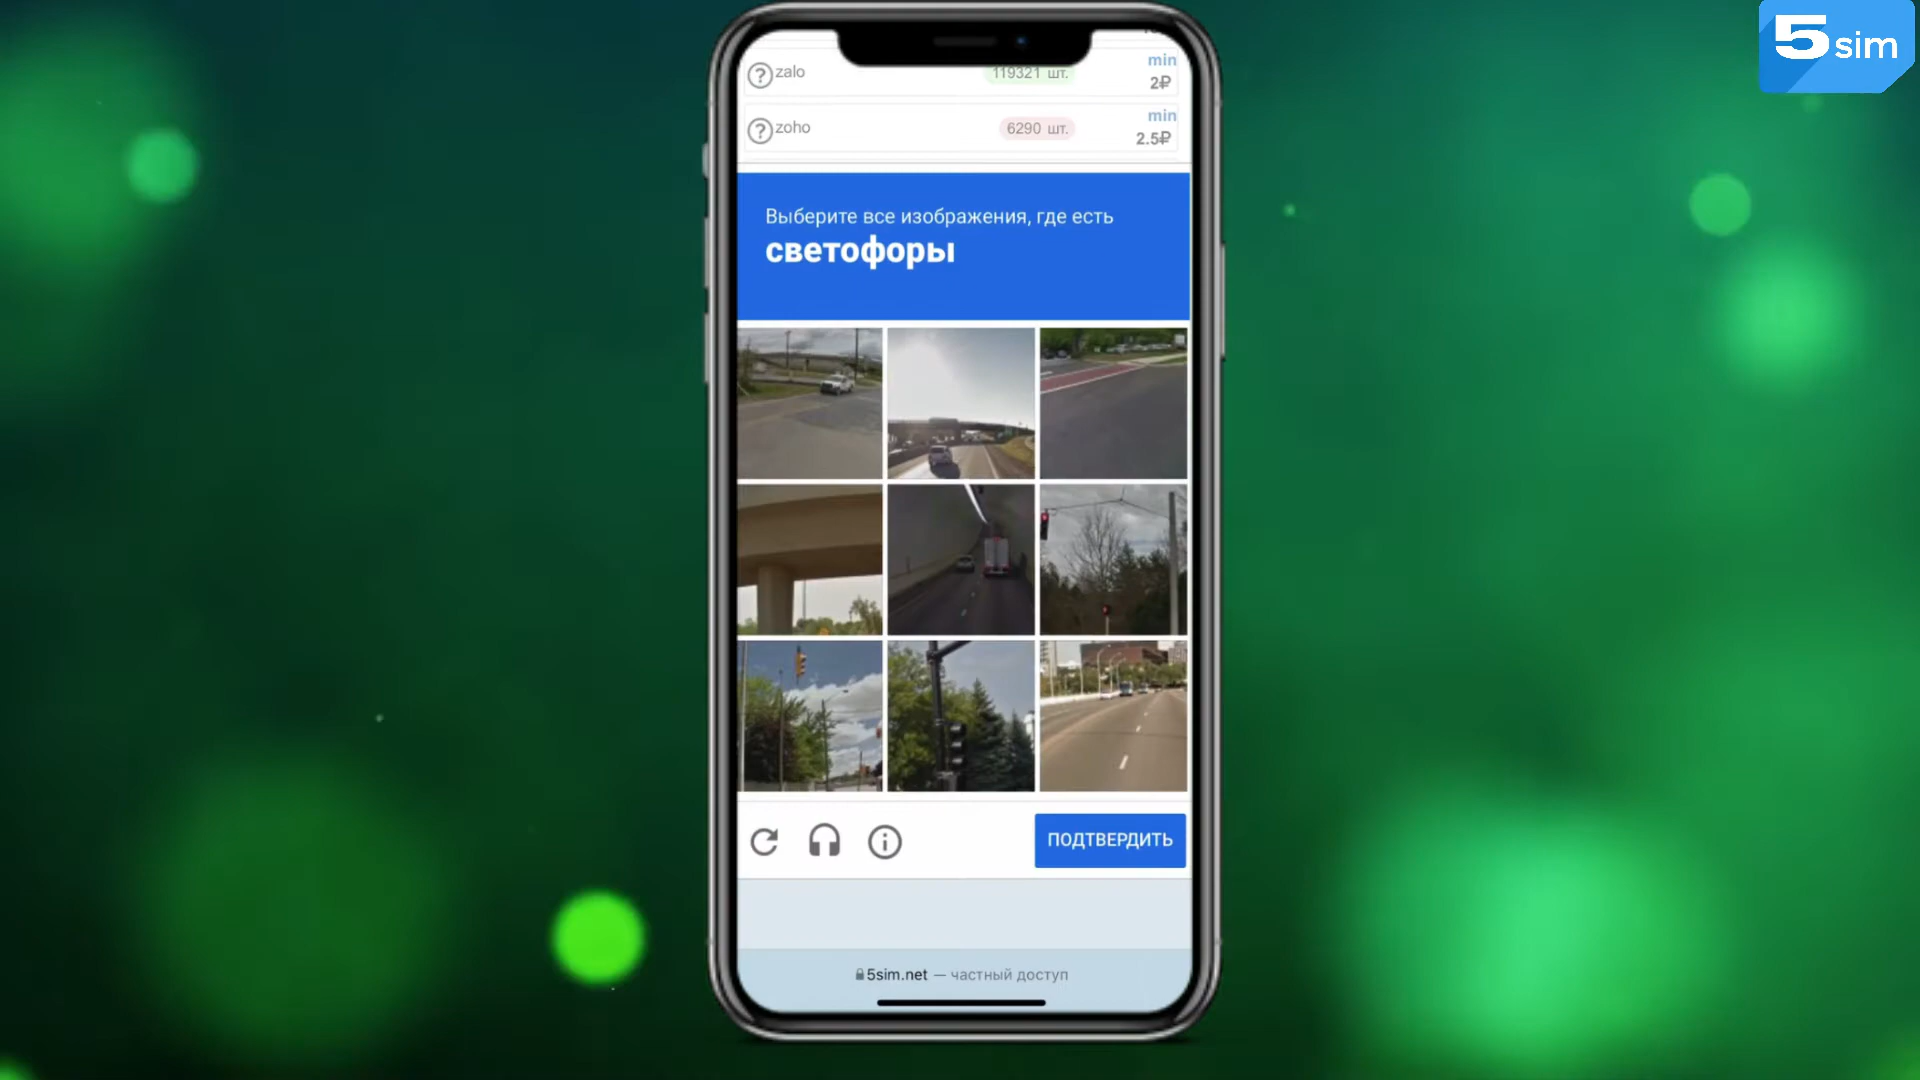 5sim
zalo 119321 шт. min
2₽
zoho 6290 шт. min
2.5₽
Выберите все изображения, где есть
светофоры
ПОДТВЕРДИТЬ
5sim.net — частный доступ